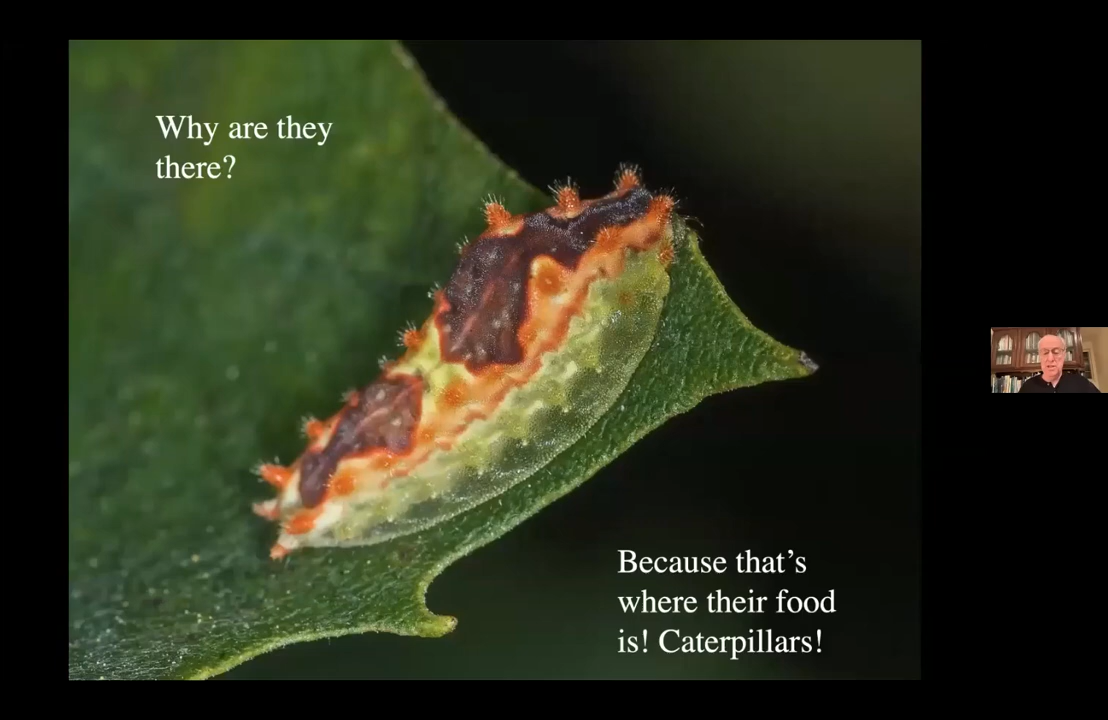 Why are they
there?
Because that’s
where their food
is! Caterpillars!